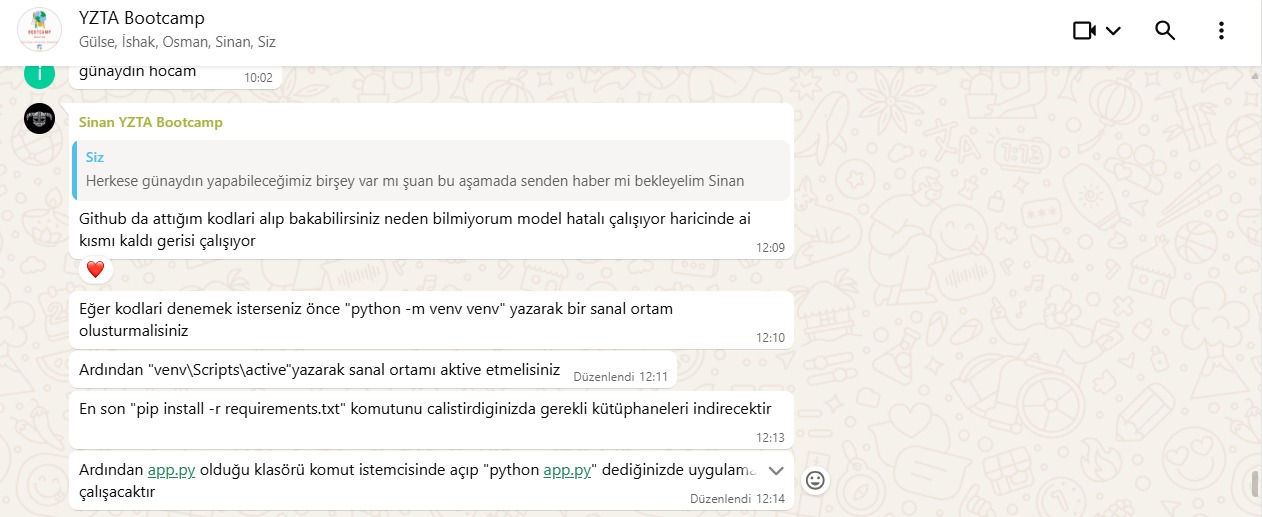 YZTA Bootcamp
Gülse, İshak, Osman, Sinan, Siz
günaydın hocam
10:02
Sinan YZTA Bootcamp
Siz
Herkese günaydın yapabileceğimiz birşey var mı şuan bu aşamada senden haber mi bekleyelim Sinan
Github da attığım kodlari alıp bakabilirsiniz neden bilmiyorum model hatalı çalışıyor haricinde ai
kısmı kaldı gerisi çalışıyor
12:09
Eğer kodlari denemek isterseniz önce "python -m venv venv" yazarak bir sanal ortam
olusturmalisiniz
12:10
Ardından "venv\Scripts\active"yazarak sanal ortamı aktive etmelisiniz
Düzenlendi 12:11
En son "pip install -r requirements.txt" komutunu calistirdiginizda gerekli kütüphaneleri indirecektir
12:13
Ardından app.py olduğu klasörü komut istemcisinde açıp "python app.py" dediğinizde uygulama
çalışacaktır
Düzenlendi 12:14